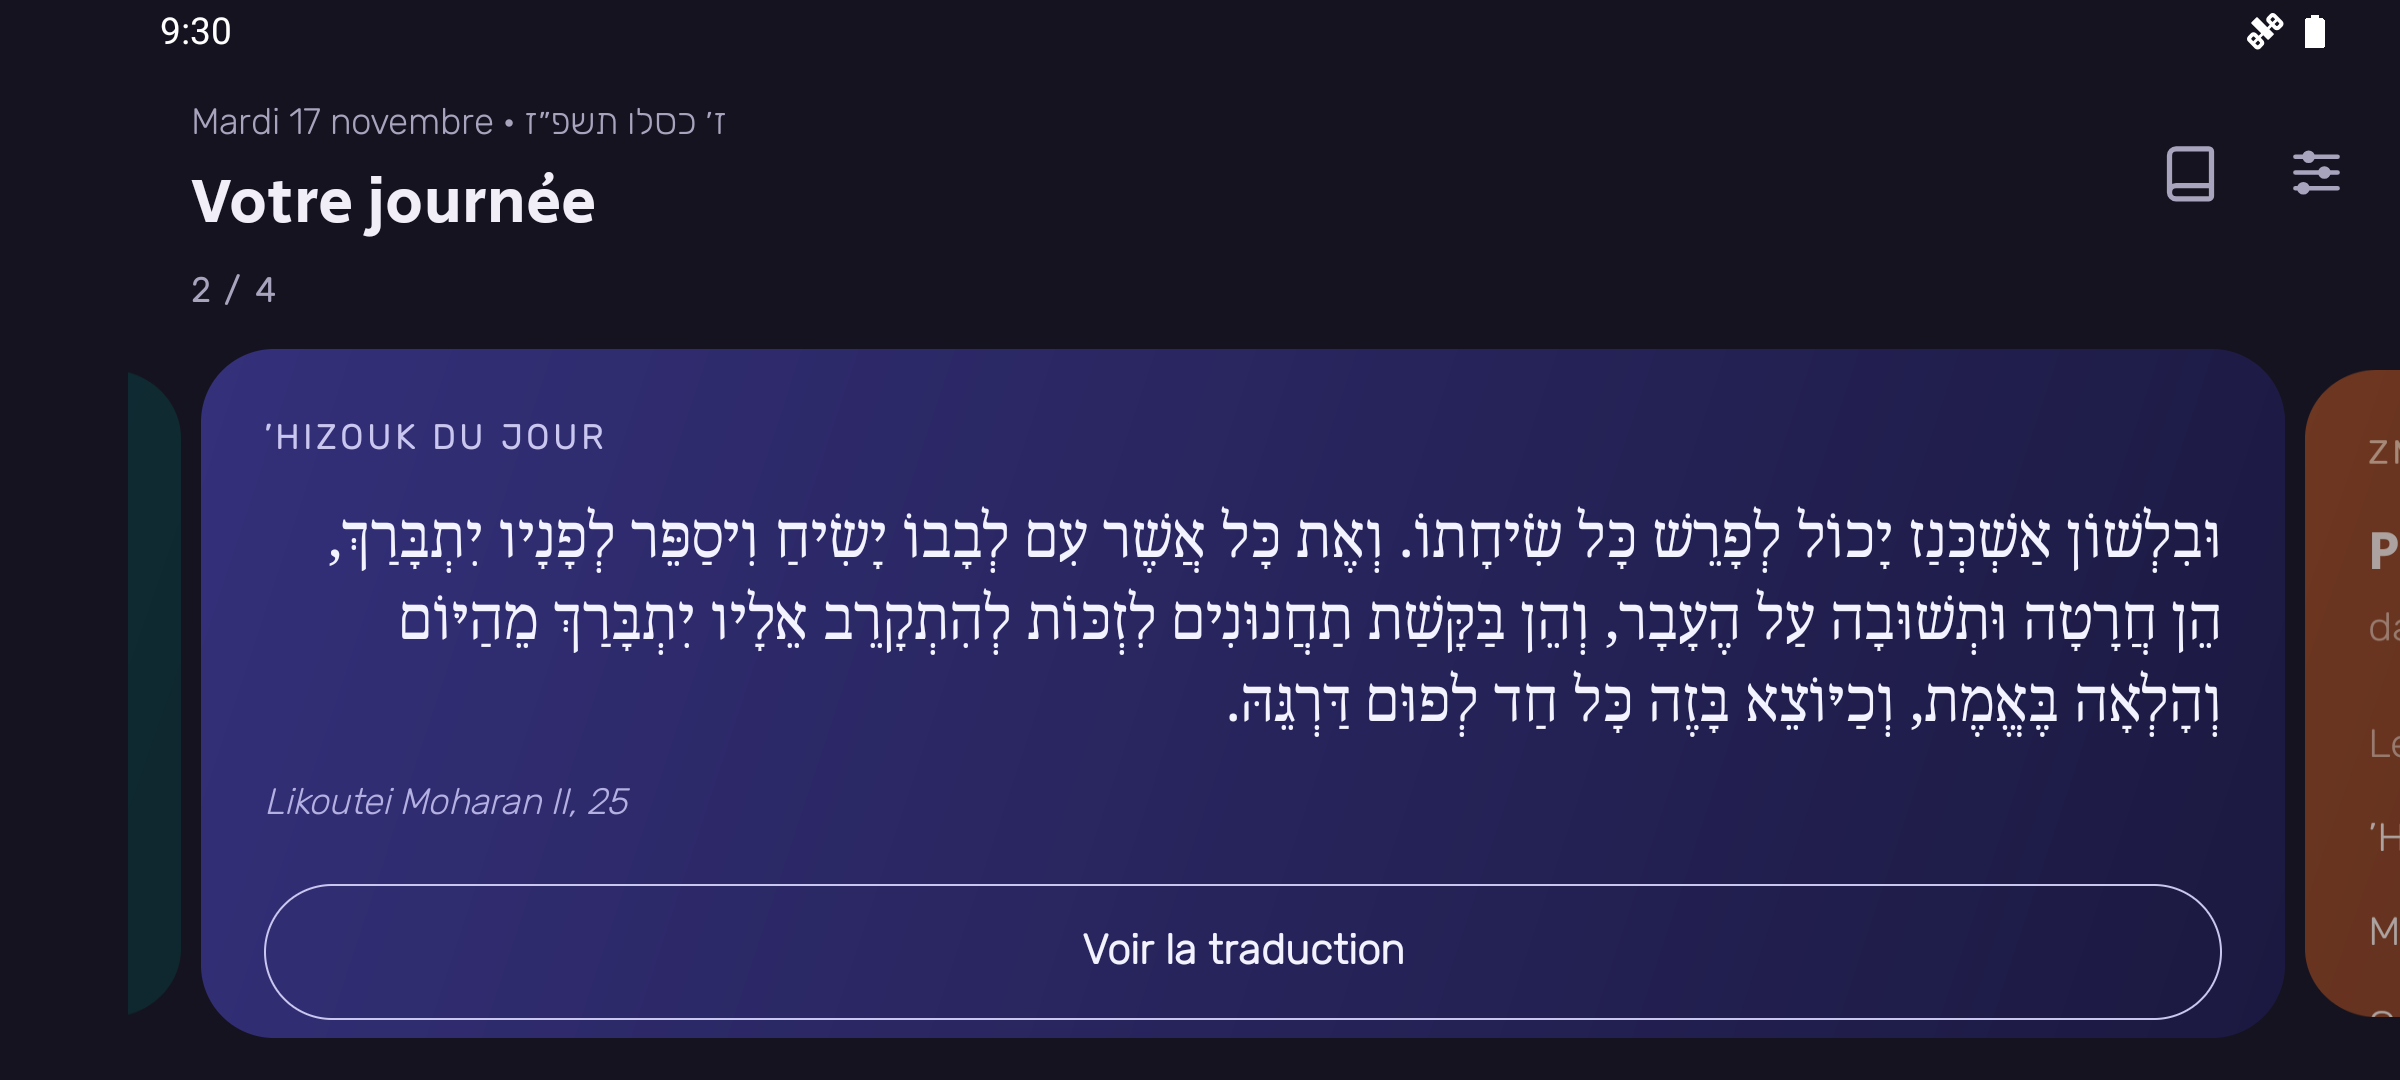 9:30
Mardi 17 novembre • ז׳ כסלו תשפ״ז
Votre journée
2 / 4
׳HIZOUK DU JOUR
וּבִלְשׁוֹן אַשְׁכְּנַז יָכוֹל לְפָרֵשׁ כָּל שִׂיחָתוֹ. וְאֶת כָּל אֲשֶׁר עִם לְבָבוֹ יָשִׂיחַ וִיסַפֵּר לְפָנָיו יִתְבָּרַךְ,
הֵן חֲרָטָה וּתְשׁוּבָה עַל הֶעָבָר, וְהֵן בַּקָּשַׁת תַּחֲנוּנִים לִזְכּוֹת לְהִתְקָרֵב אֵלָיו יִתְבָּרַךְ מֵהַיּוֹם
וְהָלְאָה בֶּאֱמֶת, וְכַיּוֹצֵא בָּזֶה כָּל חַד לְפוּם דַּרְגֵּהּ.
Likoutei Moharan II, 25
Voir la traduction